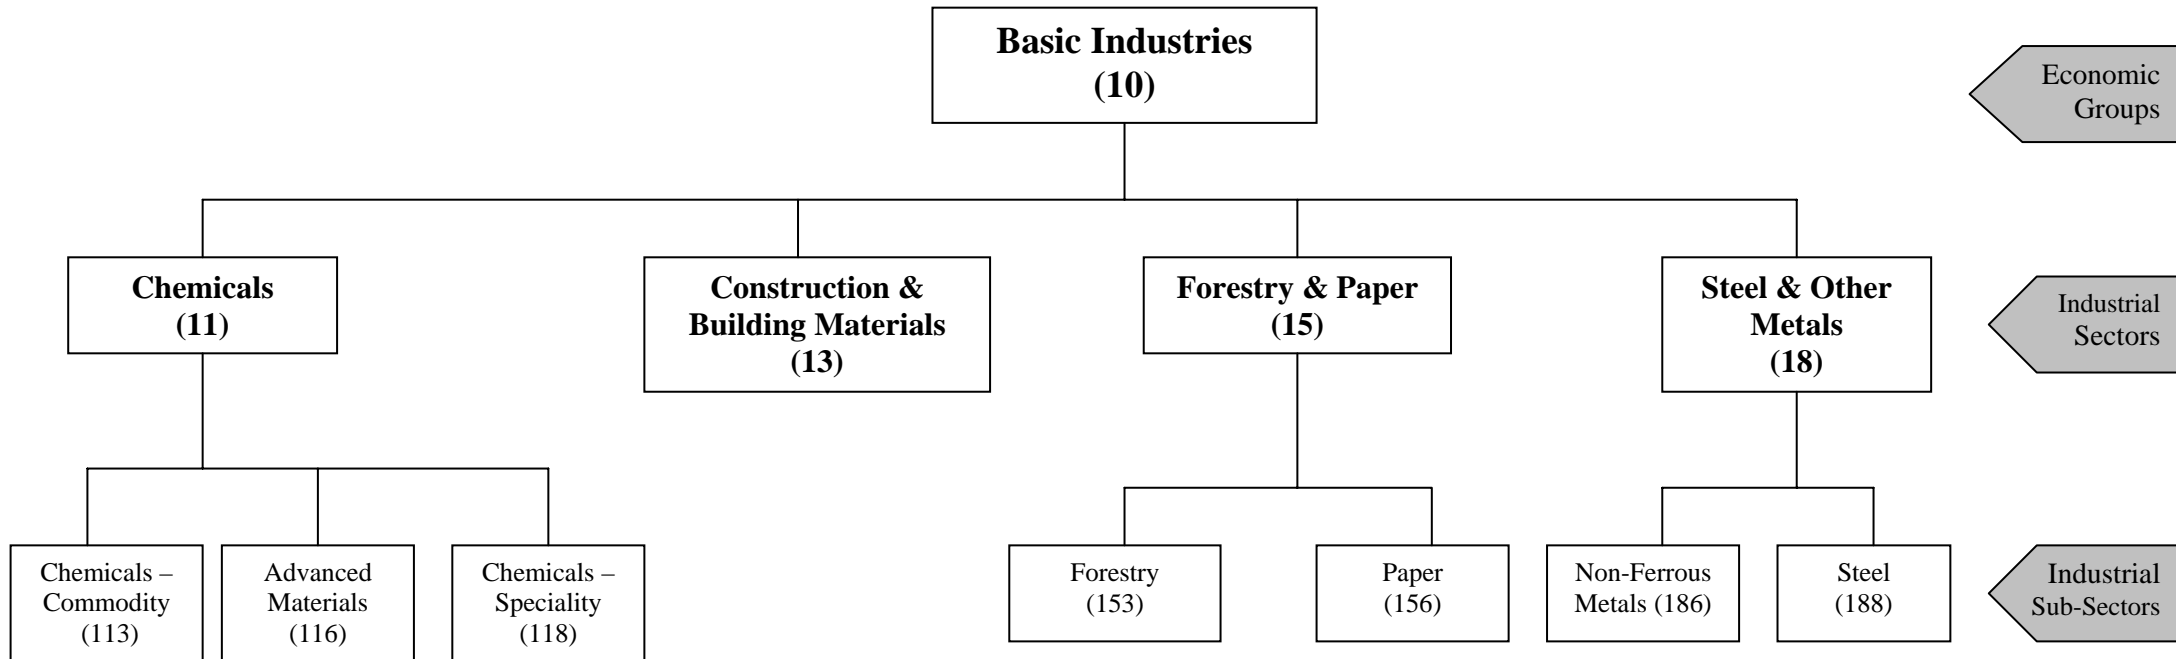 Basic Industries
(10)
Economic
Groups
Chemicals
(11)
Construction &
Building Materials
(13)
Forestry & Paper
(15)
Steel & Other
Metals
(18)
Industrial
Sectors
Chemicals –
Commodity
(113)
Advanced
Materials
(116)
Chemicals –
Speciality
(118)
Forestry
(153)
Paper
(156)
Non-Ferrous
Metals (186)
Steel
(188)
Industrial
Sub-Sectors